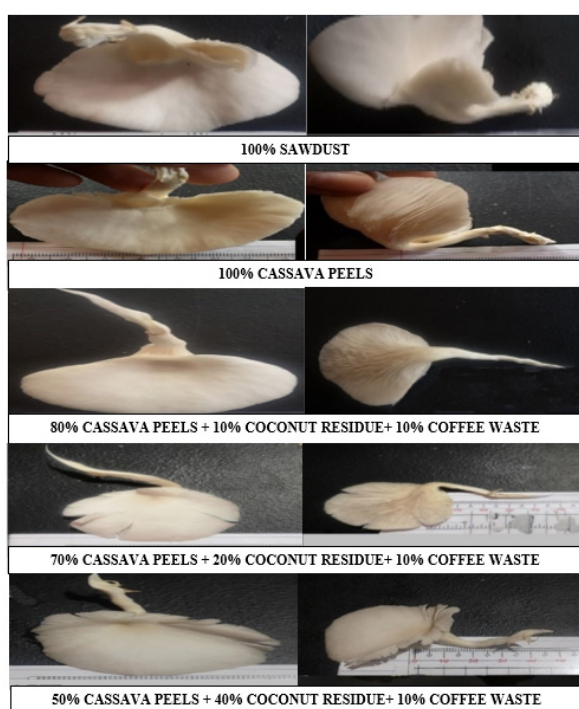 100% SAWDUST
100% CASSAVA PEELS
80% CASSAVA PEELS + 10% COCONUT RESIDUE+ 10% COFFEE WASTE
70% CASSAVA PEELS + 20% COCONUT RESIDUE+ 10% COFFEE WASTE
50% CASSAVA PEELS + 40% COCONUT RESIDUE+ 10% COFFEE WASTE